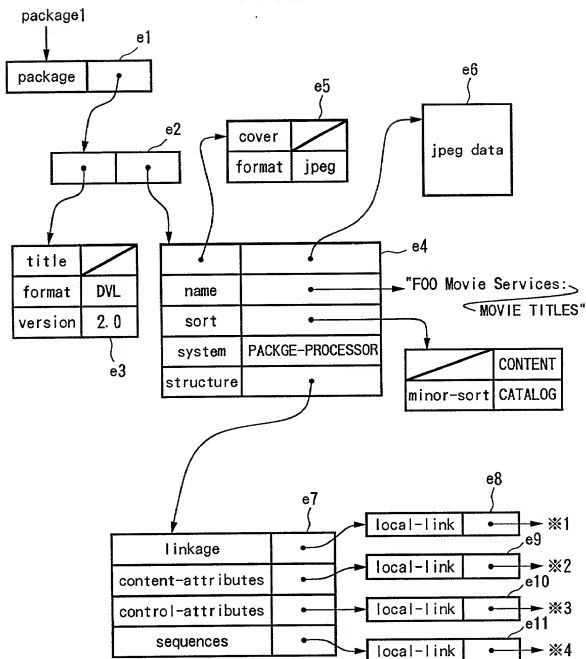 package1
e1
package
e2
e5
cover
format jpeg
e6
jpeg data
title
format DVL
version 2.0
e3
e4
name
sort
system PACKGE-PROCESSOR
structure
"FOO Movie Services:
MOVIE TITLES"
CONTENT
minor-sort CATALOG
e7
linkage
content-attributes
control-attributes
sequences
e8
local-link ※1
e9
local-link ※2
e10
local-link ※3
e11
local-link ※4